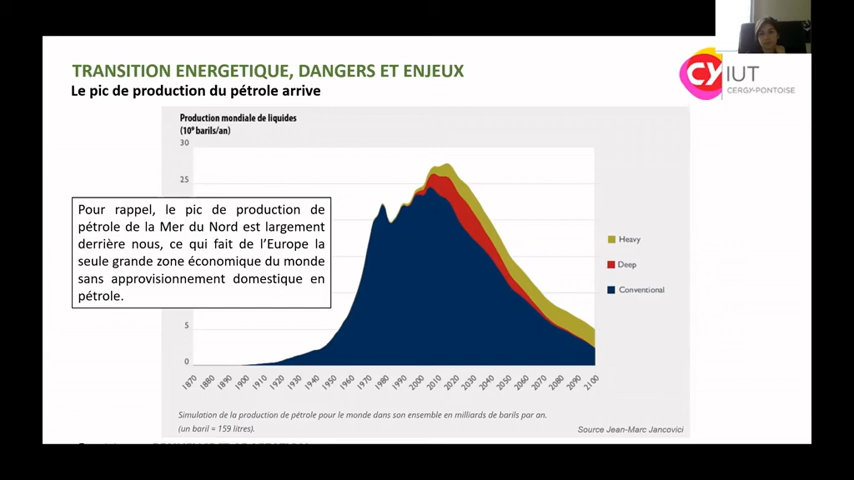 TRANSITION ENERGETIQUE, DANGERS ET ENJEUX
Le pic de production du pétrole arrive
CY IUT
CERGY-PONTOISE
Production mondiale de liquides
(10⁹ barils/an)
30
25
Pour rappel, le pic de production de
pétrole de la Mer du Nord est largement
derrière nous, ce qui fait de l'Europe la
seule grande zone économique du monde
sans approvisionnement domestique en
pétrole.
5
0
Heavy
Deep
Conventional
1870 1880 1890 1900 1910 1920 1930 1940 1950 1960 1970 1980 1990 2000 2010 2020 2030 2040 2050 2060 2070 2080 2090 2100
Simulation de la production de pétrole pour le monde dans son ensemble en milliards de barils par an.
(un baril = 159 litres).
Source Jean-Marc Jancovici